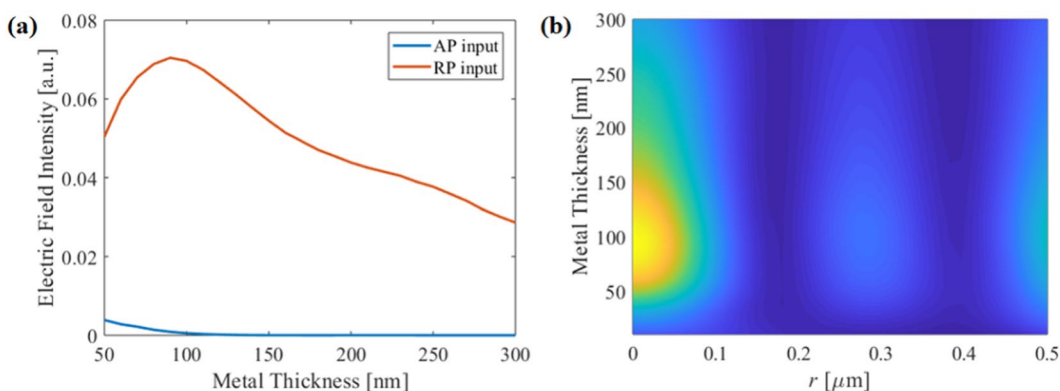 (a)
0.08
0.06
0.04
0.02
0
Electric Field Intensity [a.u.]
AP input
RP input
50 100 150 200 250 300
Metal Thickness [nm]
(b)
300
250
200
150
100
50
Metal Thickness [nm]
0 0.1 0.2 0.3 0.4 0.5
r [μm]